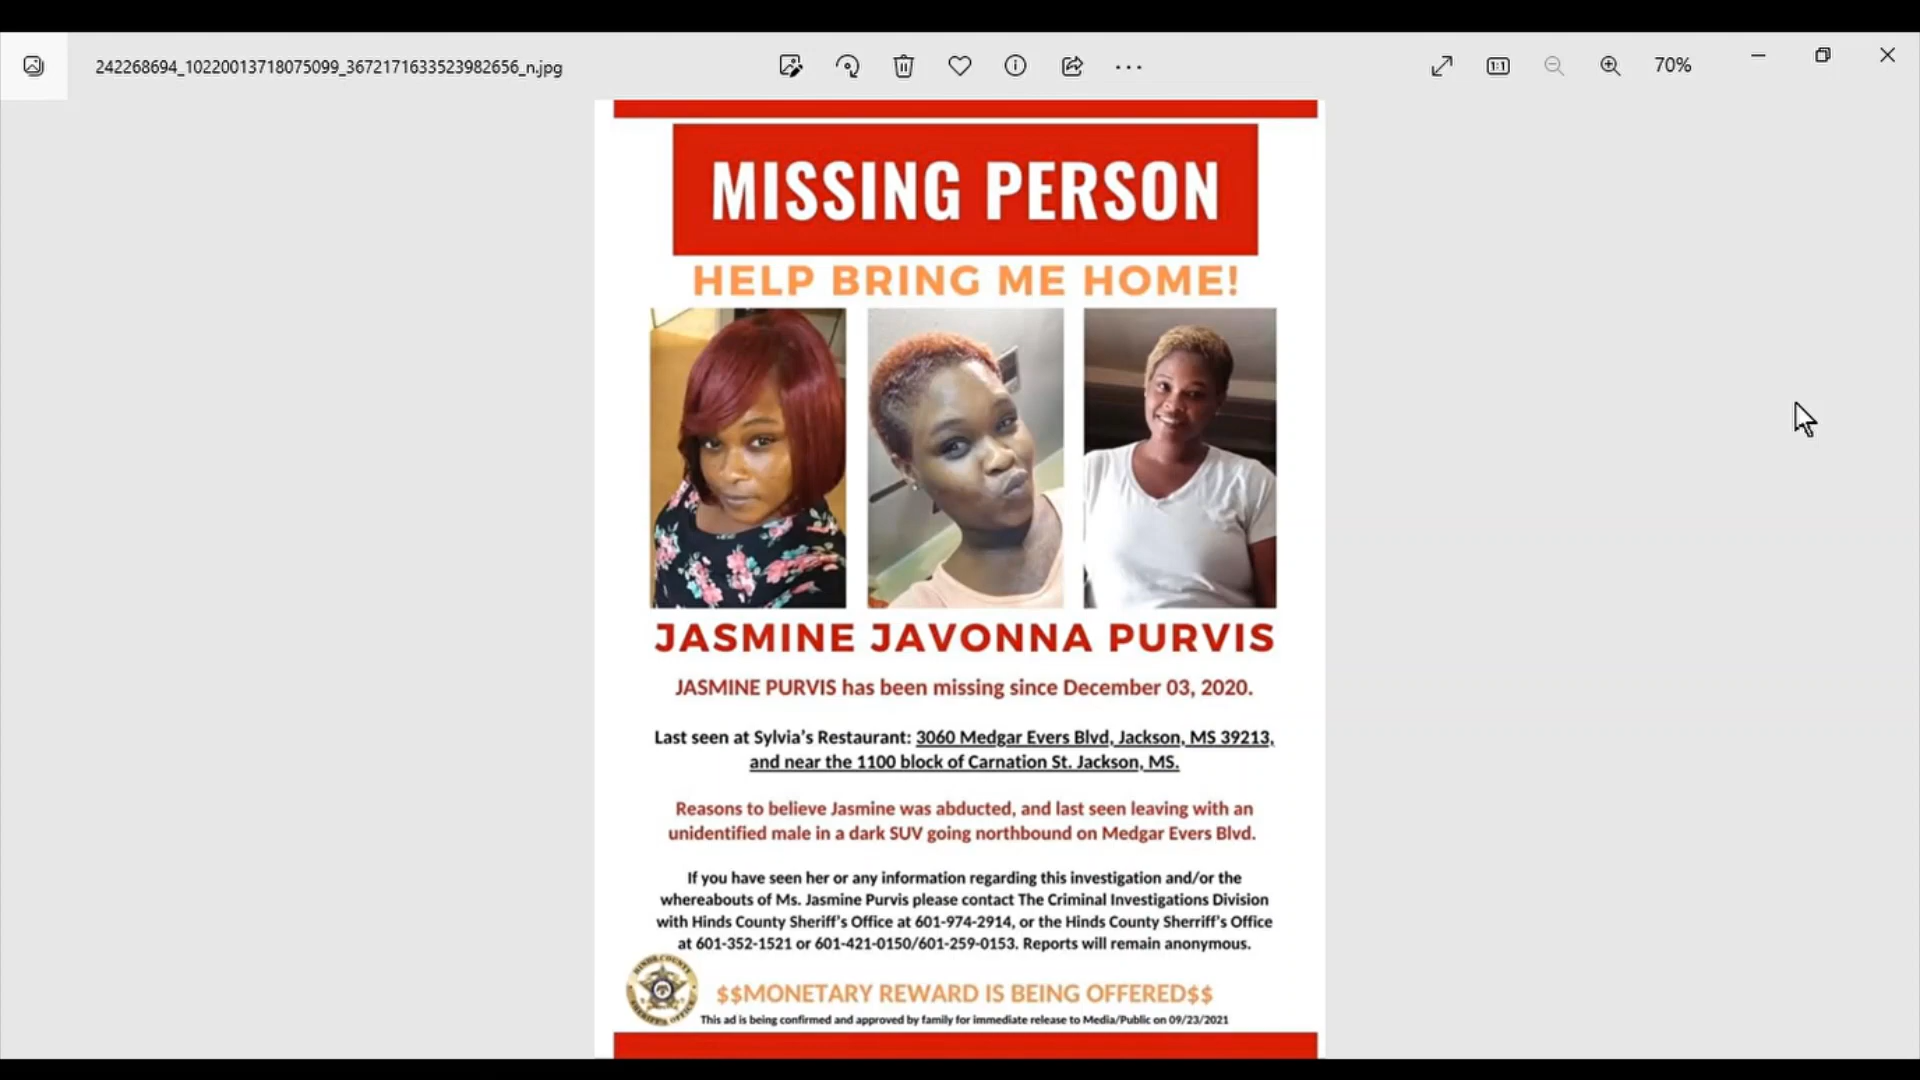 242268694_10220013718075099_3672171633523982656_n.jpg
1:1
70%
MISSING PERSON
HELP BRING ME HOME!
JASMINE JAVONNA PURVIS
JASMINE PURVIS has been missing since December 03, 2020.
Last seen at Sylvia's Restaurant: 3060 Medgar Evers Blvd, Jackson, MS 39213,
and near the 1100 block of Carnation St. Jackson, MS.
Reasons to believe Jasmine was abducted, and last seen leaving with an
unidentified male in a dark SUV going northbound on Medgar Evers Blvd.
If you have seen her or any information regarding this investigation and/or the
whereabouts of Ms. Jasmine Purvis please contact The Criminal Investigations Division
with Hinds County Sheriff's Office at 601-974-2914, or the Hinds County Sherriff's Office
at 601-352-1521 or 601-421-0150/601-259-0153. Reports will remain anonymous.
HINDS COUNTY
SHERIFF'S OFFICE
$$MONETARY REWARD IS BEING OFFERED$$
This ad is being confirmed and approved by family for immediate release to Media/Public on 09/23/2021